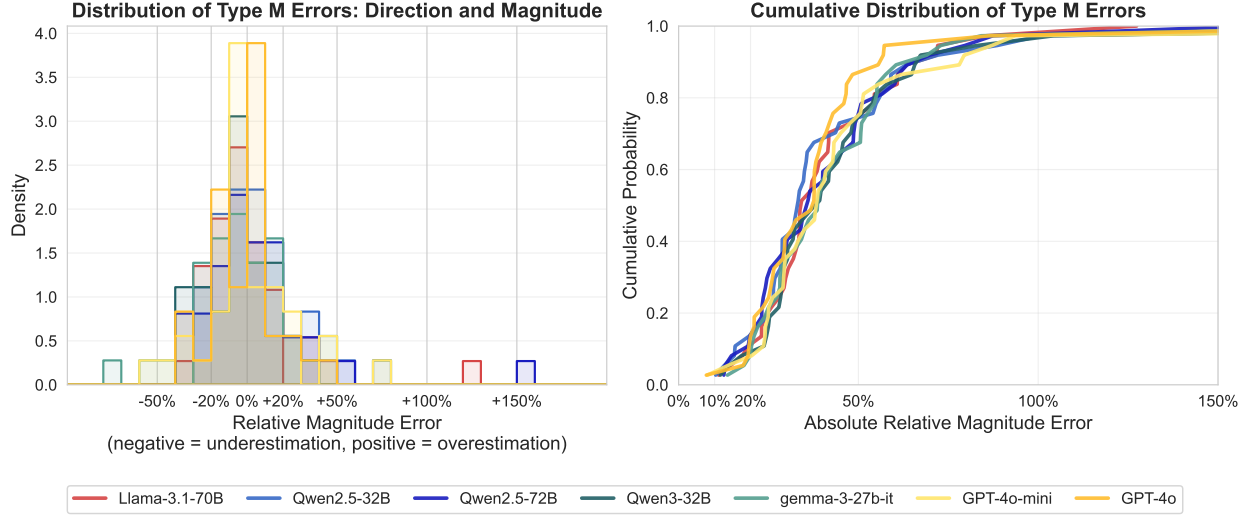 Distribution of Type M Errors: Direction and Magnitude
4.0
3.5
3.0
2.5
2.0
1.5
1.0
0.5
0.0
Density
-50% -20% 0% +20% +50% +100% +150%
Relative Magnitude Error
(negative = underestimation, positive = overestimation)
Cumulative Distribution of Type M Errors
1.0
0.8
0.6
0.4
0.2
0.0
Cumulative Probability
0% 10% 20% 50% 100% 150%
Absolute Relative Magnitude Error
Llama-3.1-70B Qwen2.5-32B Qwen2.5-72B Qwen3-32B gemma-3-27b-it GPT-4o-mini GPT-4o